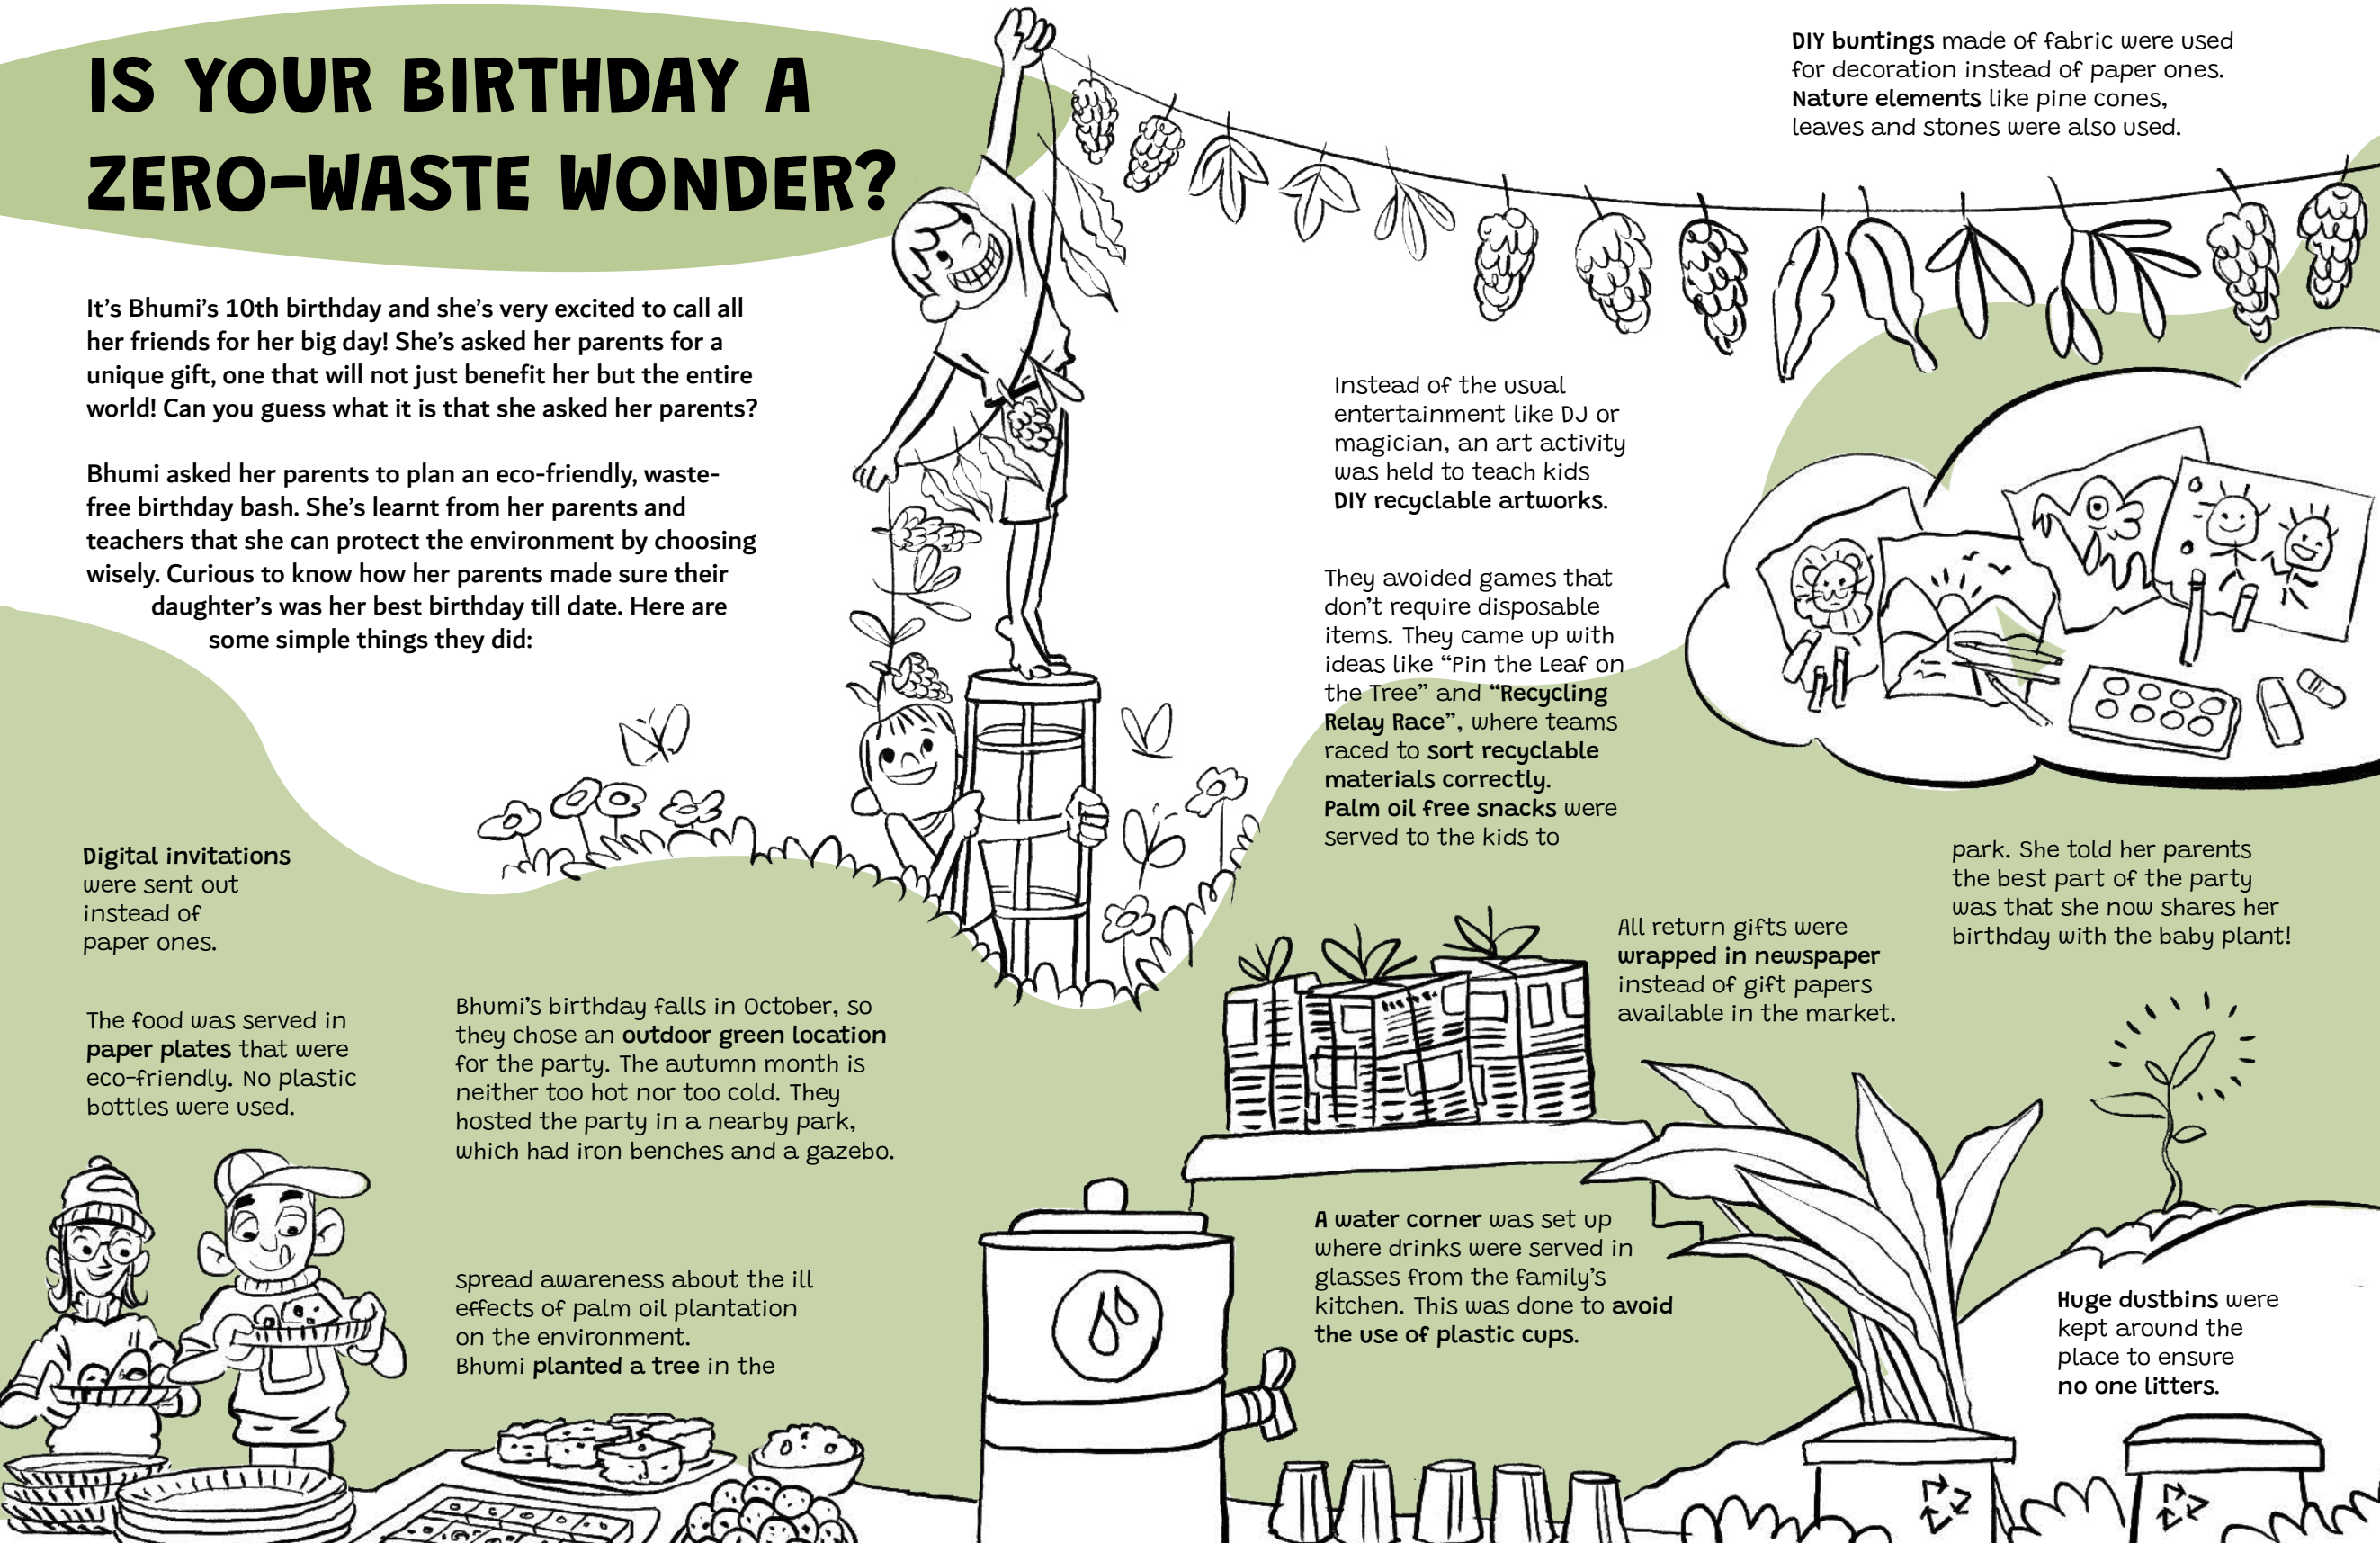 IS YOUR BIRTHDAY A
ZERO-WASTE WONDER?
It's Bhumi's 10th birthday and she's very excited to call all
her friends for her big day! She's asked her parents for a
unique gift, one that will not just benefit her but the entire
world! Can you guess what it is that she asked her parents?
Bhumi asked her parents to plan an eco-friendly, waste-
free birthday bash. She's learnt from her parents and
teachers that she can protect the environment by choosing
wisely. Curious to know how her parents made sure their
daughter's was her best birthday till date. Here are
some simple things they did:
Digital invitations
were sent out
instead of
paper ones.
The food was served in
paper plates that were
eco-friendly. No plastic
bottles were used.
Bhumi's birthday falls in October, so
they chose an outdoor green location
for the party. The autumn month is
neither too hot nor too cold. They
hosted the party in a nearby park,
which had iron benches and a gazebo.
DIY buntings made of fabric were used
for decoration instead of paper ones.
Nature elements like pine cones,
leaves and stones were also used.
Instead of the usual
entertainment like DJ or
magician, an art activity
was held to teach kids
DIY recyclable artworks.
They avoided games that
don't require disposable
items. They came up with
ideas like “Pin the Leaf on
the Tree” and “Recycling
Relay Race”, where teams
raced to sort recyclable
materials correctly.
Palm oil free snacks were
served to the kids to
spread awareness about the ill
effects of palm oil plantation
on the environment.
Bhumi planted a tree in the
park. She told her parents
the best part of the party
was that she now shares her
birthday with the baby plant!
All return gifts were
wrapped in newspaper
instead of gift papers
available in the market.
A water corner was set up
where drinks were served in
glasses from the family's
kitchen. This was done to avoid
the use of plastic cups.
Huge dustbins were
kept around the
place to ensure
no one litters.